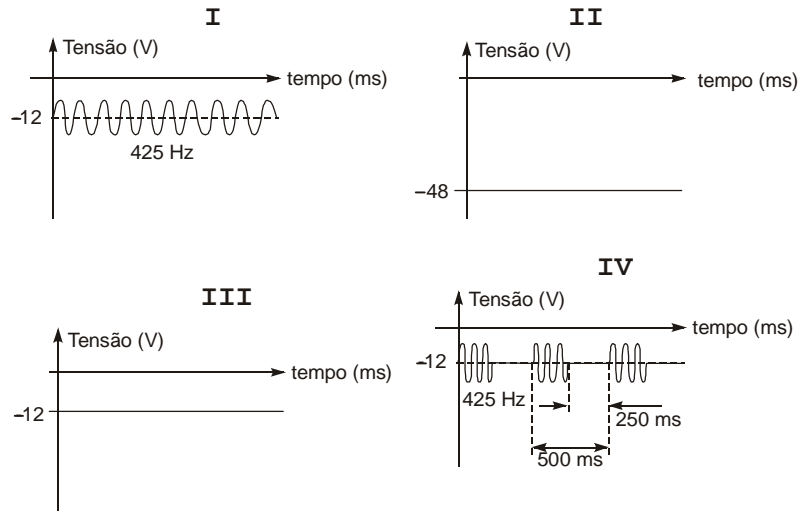 I
Tensão (V)
tempo (ms)
–12
425 Hz
II
Tensão (V)
tempo (ms)
–48
III
Tensão (V)
tempo (ms)
–12
IV
Tensão (V)
tempo (ms)
–12
425 Hz
250 ms
500 ms